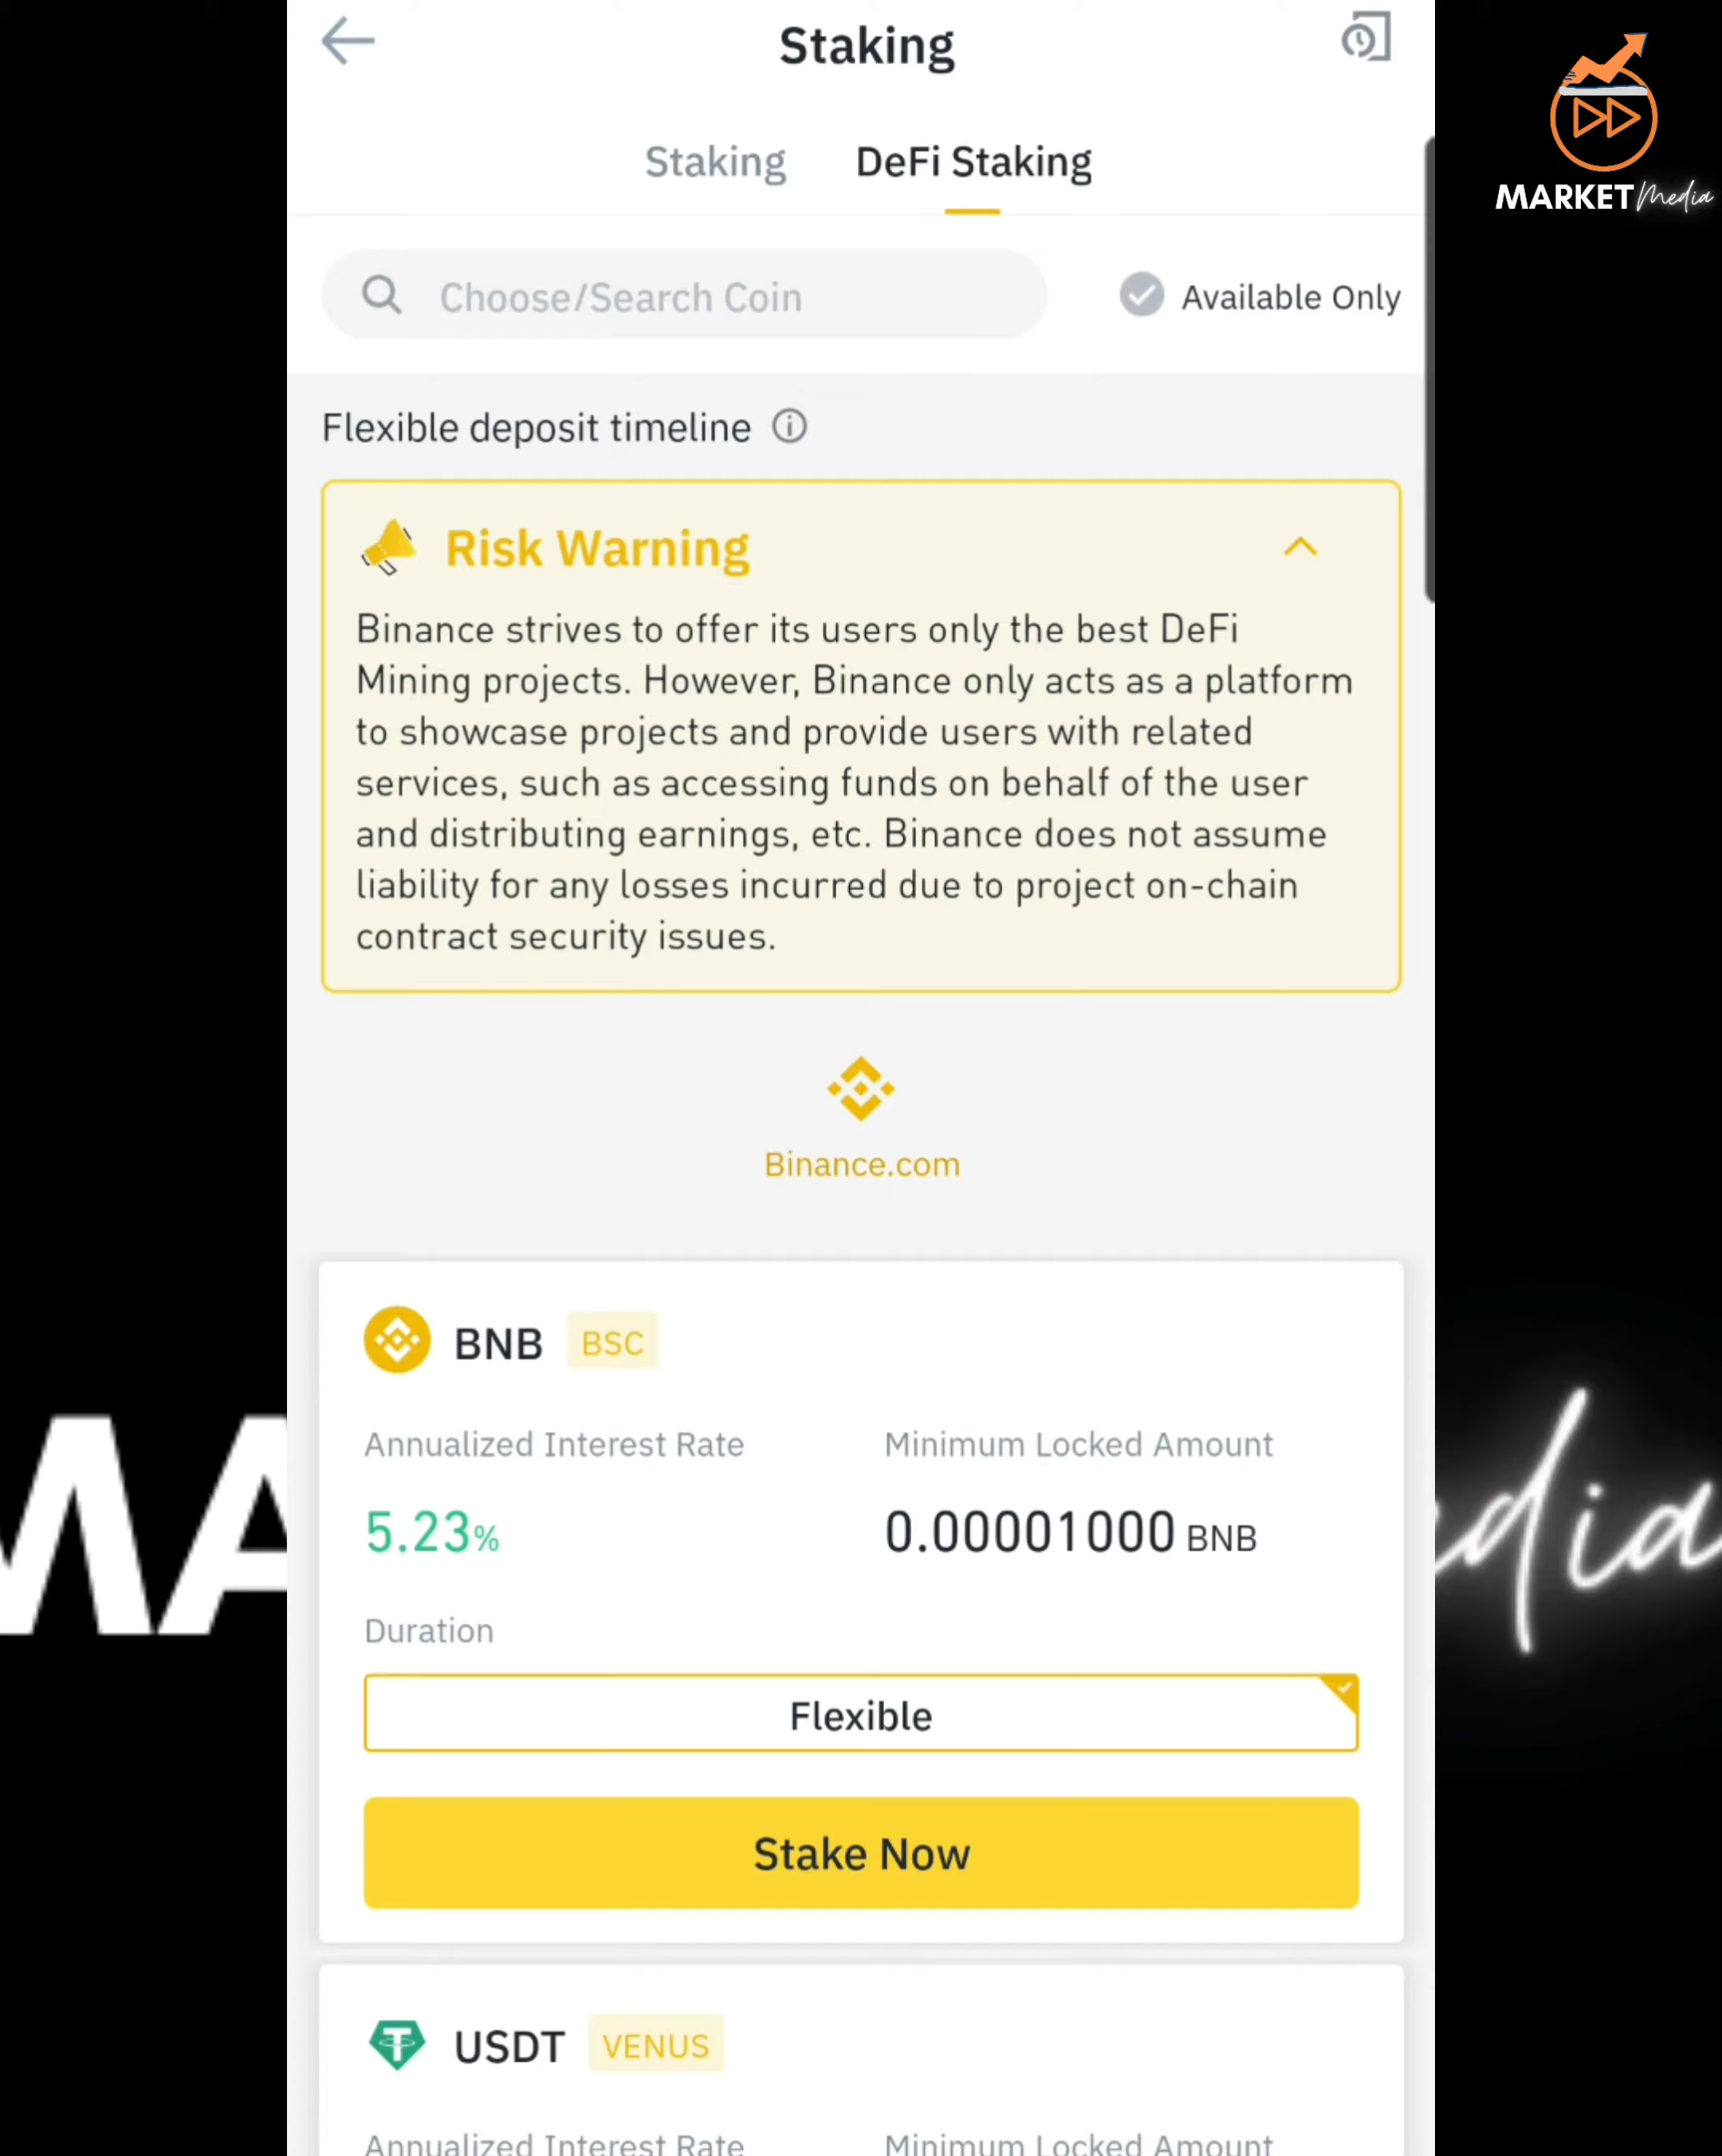 Staking
MARKET Media
Staking DeFi Staking
Choose/Search Coin Available Only
Flexible deposit timeline
Risk Warning
Binance strives to offer its users only the best DeFi
Mining projects. However, Binance only acts as a platform
to showcase projects and provide users with related
services, such as accessing funds on behalf of the user
and distributing earnings, etc. Binance does not assume
liability for any losses incurred due to project on-chain
contract security issues.
Binance.com
BNB BSC
Annualized Interest Rate Minimum Locked Amount
5.23% 0.00001000 BNB
MA edia
Duration
Flexible
Stake Now
USDT VENUS
Annualized Interest Rate Minimum Locked Amount